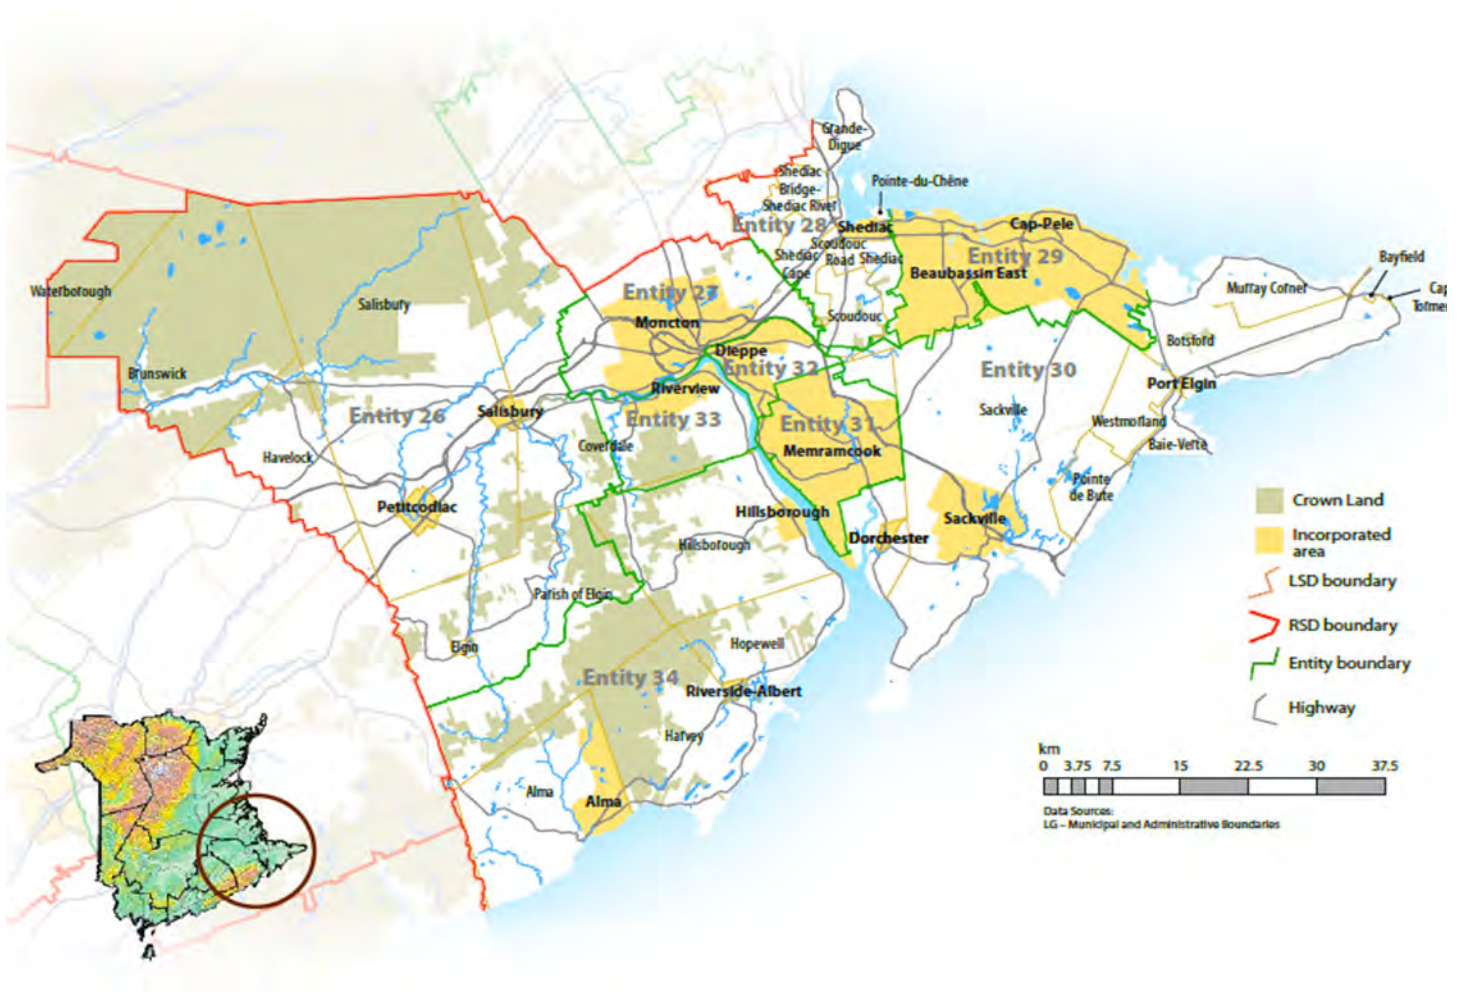 Grande-
Digue
Shediac
Bridge-
Shediac River
Pointe-du-Chêne
Entity 28
Shediac
Cap-Pele
Scoudouc
Road
Shediac
Shediac
Cape
Entity 29
Beaubassin East
Bayfield
Cap
Murray Corner
Waterborough
Salisbury
Entity 27
Moncton
Scoudouc
Botsford
Dieppe
Entity 32
Entity 30
Brunswick
Riverview
Port Elgin
Entity 26
Salisbury
Entity 33
Entity 31
Sackville
Westmorland
Havelock
Coverdale
Memramcook
Baie-Verte
Pointe
de Bute
Petitcodiac
Hillsborough
Sackville
Dorchester
Hillsborough
Parish of Elgin
Elgin
Hopewell
Entity 34
Riverside-Albert
Harvey
Alma
Alma
Crown Land
Incorporated
area
LSD boundary
RSD boundary
Entity boundary
Highway
km
0 3.75 7.5 15 22.5 30 37.5
Data Sources:
LG – Municipal and Administrative Boundaries